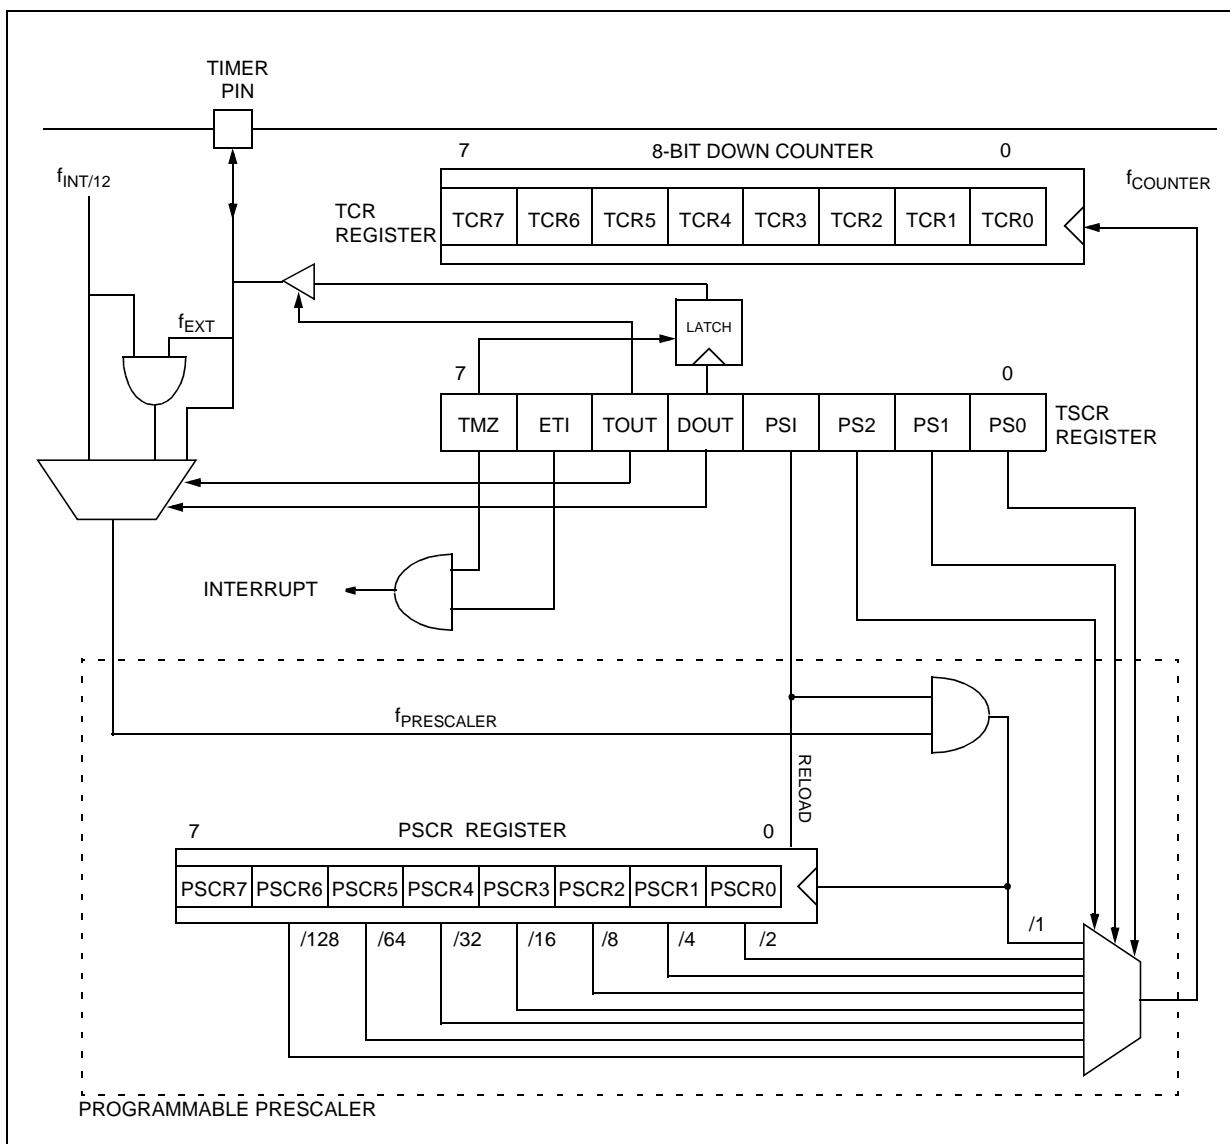 TIMER
PIN
7 8-BIT DOWN COUNTER 0
fINT/12
fCOUNTER
TCR
REGISTER
TCR7 TCR6 TCR5 TCR4 TCR3 TCR2 TCR1 TCR0
fEXT
LATCH
7 0
TMZ ETI TOUT DOUT PSI PS2 PS1 PS0
TSCR
REGISTER
INTERRUPT
fPRESCALER
RELOAD
7 PSCR REGISTER 0
PSCR7 PSCR6 PSCR5 PSCR4 PSCR3 PSCR2 PSCR1 PSCR0
/128 /64 /32 /16 /8 /4 /2 /1
PROGRAMMABLE PRESCALER